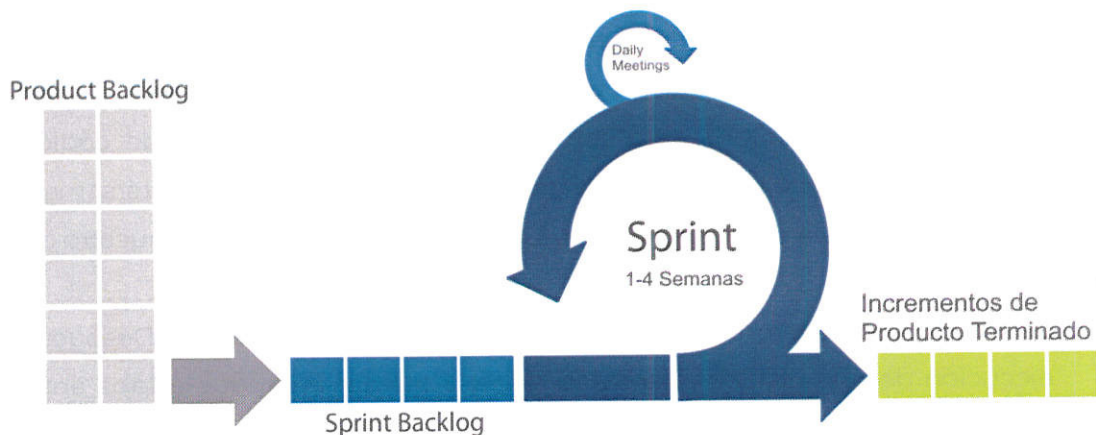 Product Backlog
Daily
Meetings
Sprint
1-4 Semanas
Incrementos de
Producto Terminado
Sprint Backlog